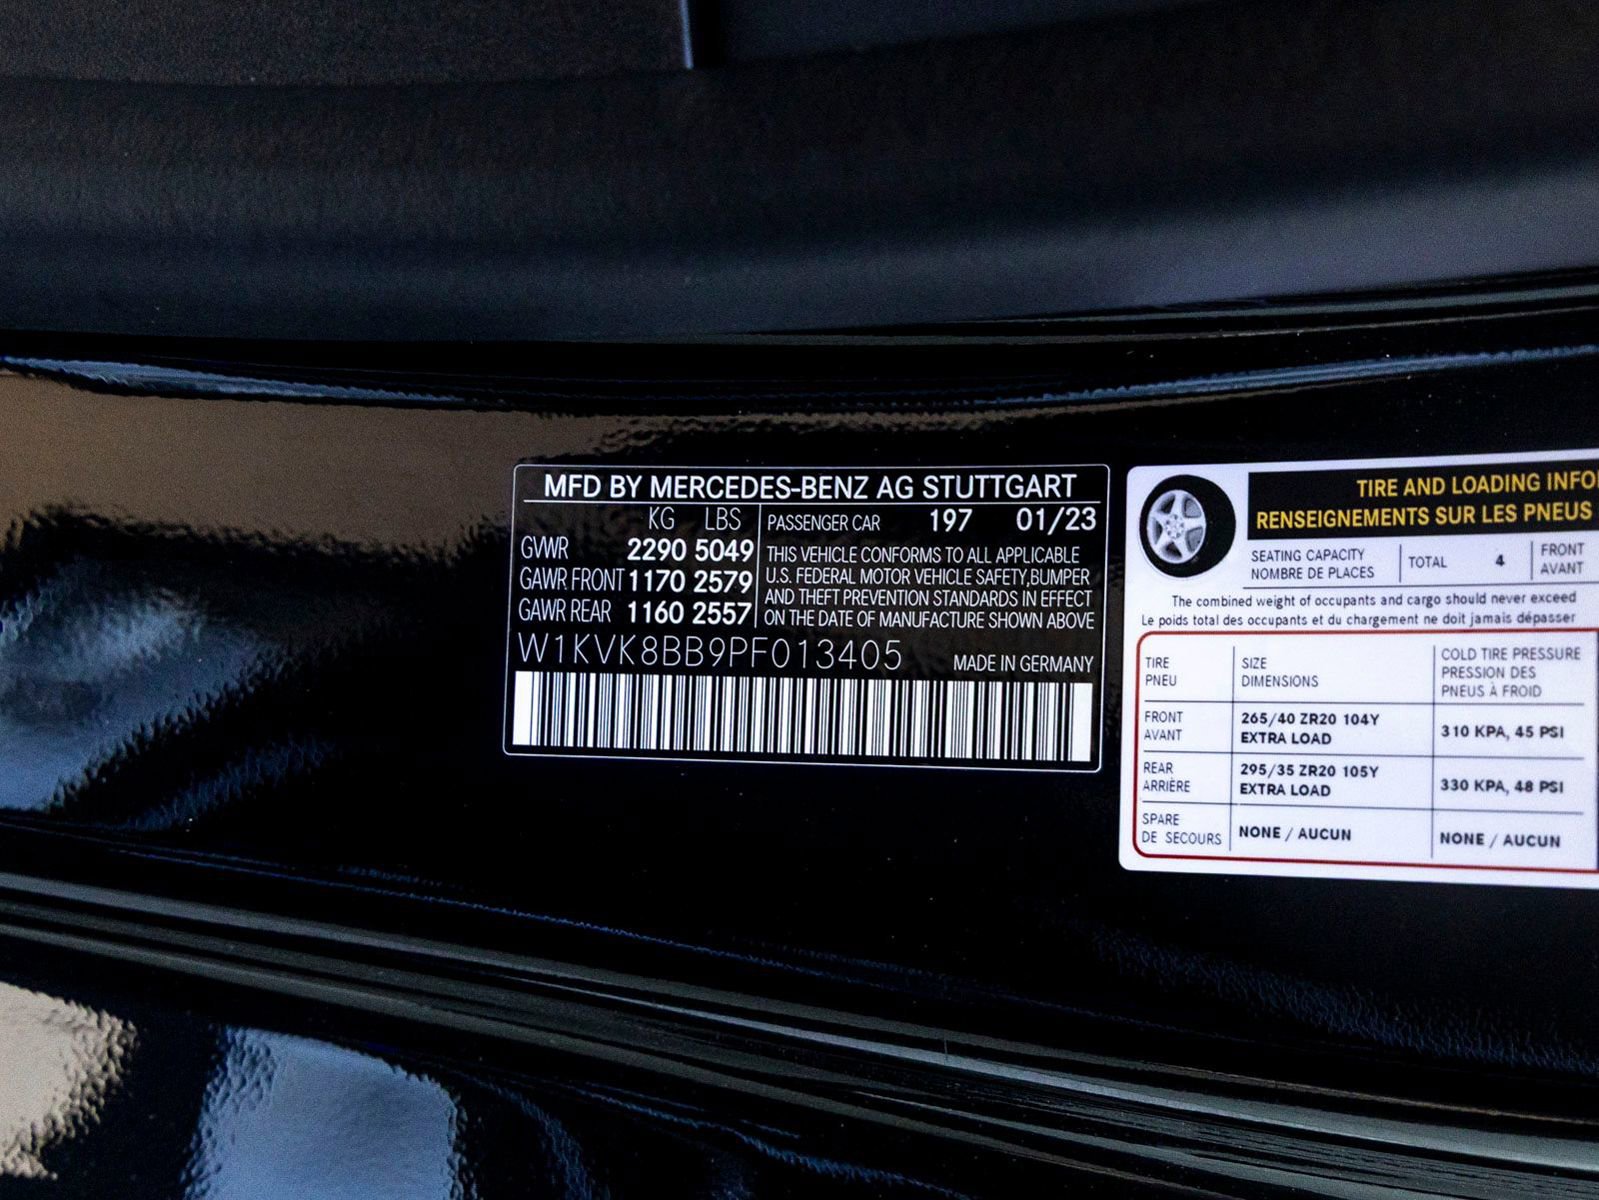 MFD BY MERCEDES-BENZ AG STUTTGART
KG LBS
GVWR 2290 5049
GAWR FRONT 1170 2579
GAWR REAR 1160 2557
PASSENGER CAR 197 01/23
THIS VEHICLE CONFORMS TO ALL APPLICABLE
U.S. FEDERAL MOTOR VEHICLE SAFETY, BUMPER
AND THEFT PREVENTION STANDARDS IN EFFECT
ON THE DATE OF MANUFACTURE SHOWN ABOVE
W1KVK8BB9PF013405 MADE IN GERMANY
TIRE AND LOADING
RENSEIGNEMENTS SUR LES PNEUS
SEATING CAPACITY
NOMBRE DE PLACES
TOTAL 4
FRONT
AVANT
The combined weight of occupants and cargo should never exceed
Le poids total des occupants et du chargement ne doit jamais dépasser
TIRE
PNEU
SIZE
DIMENSIONS
COLD TIRE PRESSURE
PRESSION DES
PNEUS À FROID
FRONT
AVANT
265/40 ZR20 104Y
EXTRA LOAD
310 KPA, 45 PSI
REAR
ARRIÈRE
295/35 ZR20 105Y
EXTRA LOAD
330 KPA, 48 PSI
SPARE
DE SECOURS
NONE / AUCUN
NONE / AUCUN